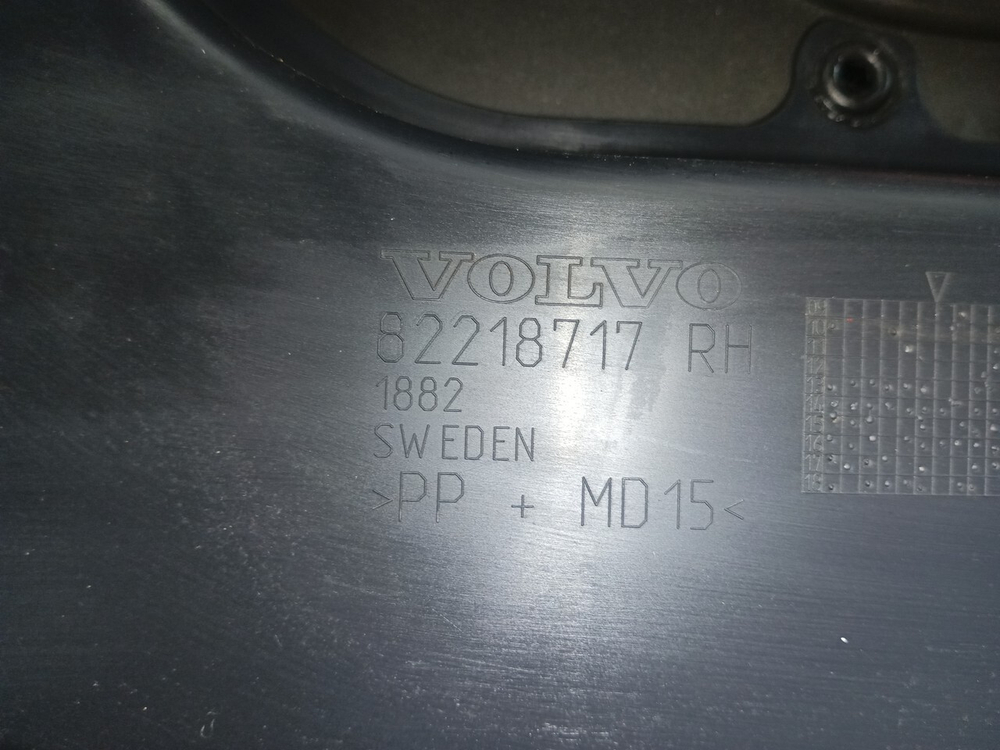 VOLVO
82218717 RH
1882
SWEDEN
>PP + MD15<